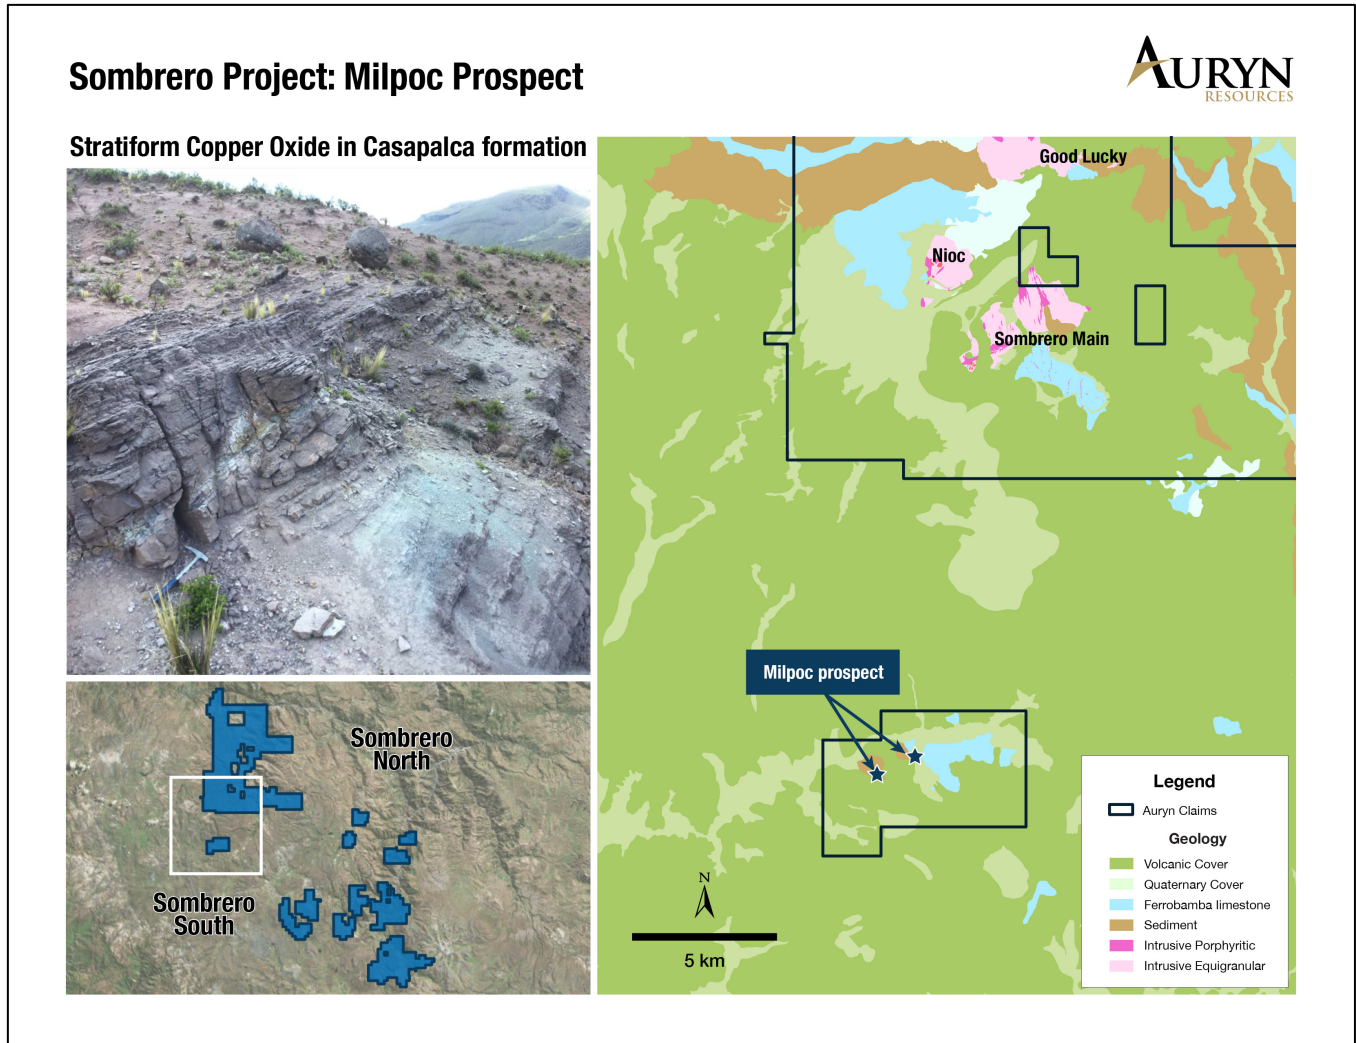 Sombrero Project: Milpoc Prospect
AURYN
RESOURCES
Stratiform Copper Oxide in Casapalca formation
Good Lucky
Nioc
Sombrero Main
Milpoc prospect
Sombrero
North
Sombrero
South
N
5 km
Legend
Auryn Claims
Geology
Volcanic Cover
Quaternary Cover
Ferrobamba limestone
Sediment
Intrusive Porphyritic
Intrusive Equigranular